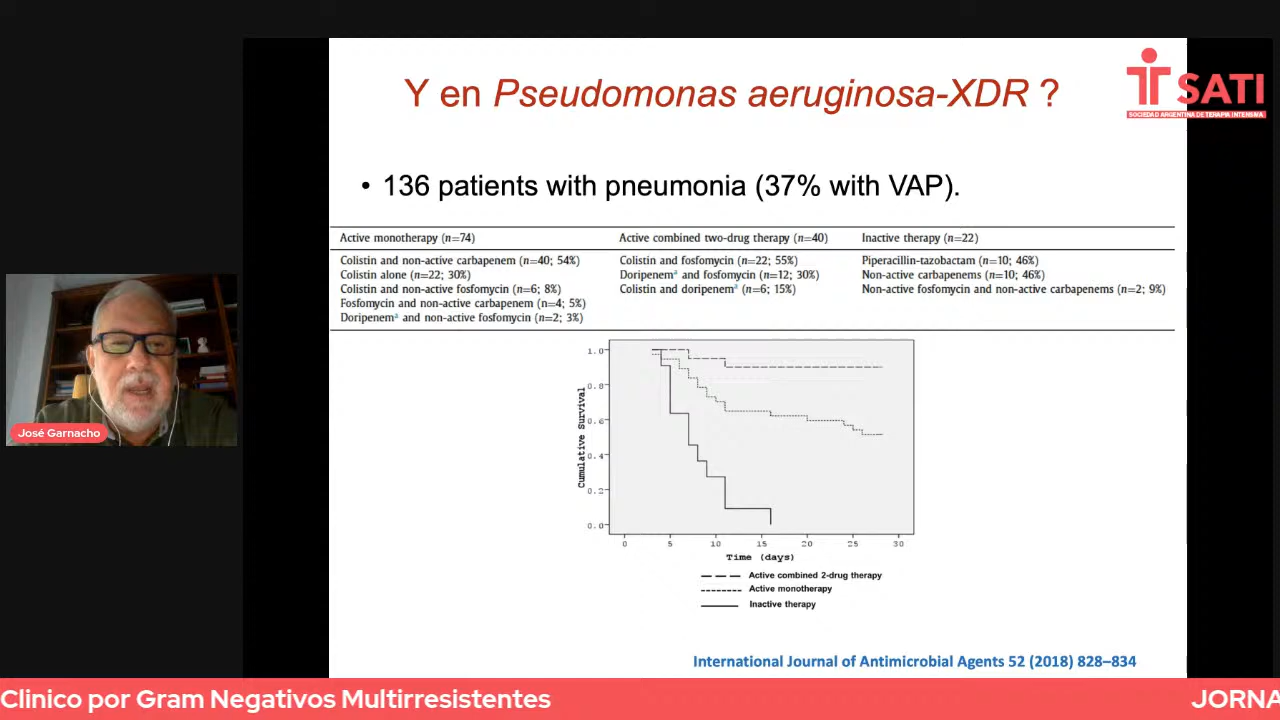 Y en Pseudomonas aeruginosa-XDR ?
SATI
SOCIEDAD ARGENTINA DE TERAPIA INTENSIVA
• 136 patients with pneumonia (37% with VAP).
Active monotherapy (n=74)
Colistin and non-active carbapenem (n=40; 54%)
Colistin alone (n=22; 30%)
Colistin and non-active fosfomycin (n=6; 8%)
Fosfomycin and non-active carbapenem (n=4; 5%)
Doripenemᵃ and non-active fosfomycin (n=2; 3%)
Active combined two-drug therapy (n=40)
Colistin and fosfomycin (n=22; 55%)
Doripenemᵃ and fosfomycin (n=12; 30%)
Colistin and doripenemᵃ (n=6; 15%)
Inactive therapy (n=22)
Piperacillin-tazobactam (n=10; 46%)
Non-active carbapenems (n=10; 46%)
Non-active fosfomycin and non-active carbapenems (n=2; 9%)
Cumulative Survival
1.0
0.8
0.6
0.4
0.2
0.0
0 5 10 15 20 25 30
Time (days)
Active combined 2-drug therapy
Active monotherapy
Inactive therapy
José Garnacho
International Journal of Antimicrobial Agents 52 (2018) 828–834
Clinico por Gram Negativos Multirresistentes
JORNA